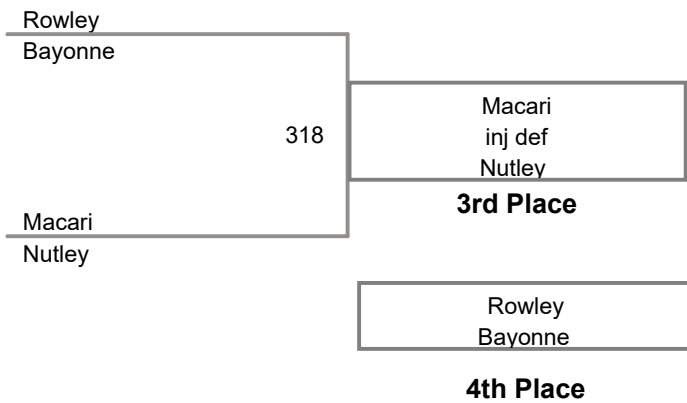 Rowley
Bayonne
318
Macari
inj def
Nutley
3rd Place
Macari
Nutley
Rowley
Bayonne
4th Place